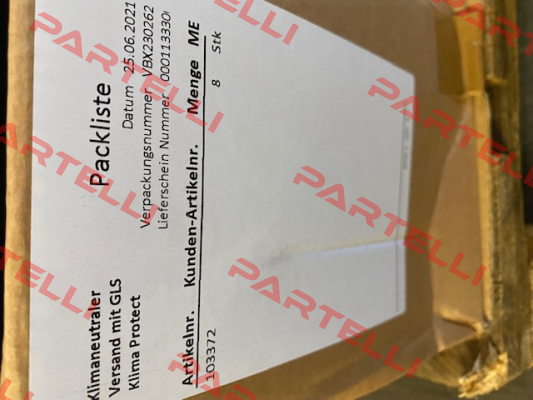 Klimaneutraler
Versand mit GLS
Klima Protect
Packliste
Datum 25.06.2021
Verpackungsnummer VBX230262
Lieferschein Nummer
Artikelnr. Kunden-Artikelnr. Menge ME
103372 8 Stk
PARTELLI
PARTELLI
PARTELLI
PARTELLI
PARTELLI
PARTELLI
PARTELLI